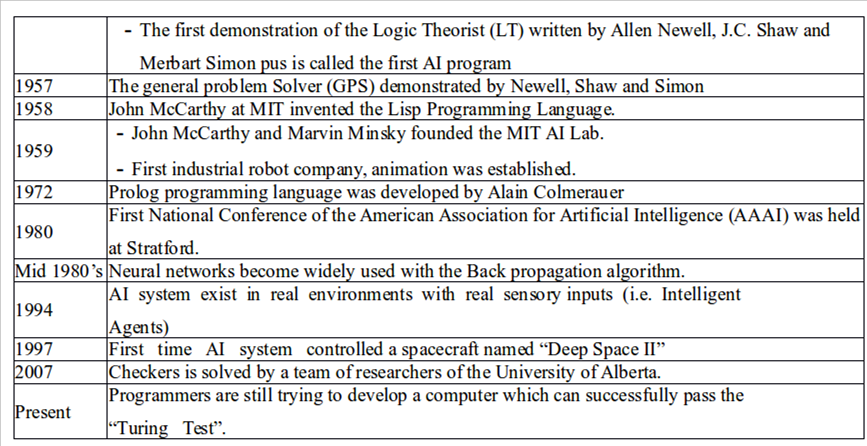 - The first demonstration of the Logic Theorist (LT) written by Allen Newell, J.C. Shaw and
Merbart Simon pus is called the first AI program
1957 The general problem Solver (GPS) demonstrated by Newell, Shaw and Simon
1958 John McCarthy at MIT invented the Lisp Programming Language.
1959
- John McCarthy and Marvin Minsky founded the MIT AI Lab.
- First industrial robot company, animation was established.
1972 Prolog programming language was developed by Alain Colmerauer
1980
First National Conference of the American Association for Artificial Intelligence (AAAI) was held
at Stratford.
Mid 1980’s Neural networks become widely used with the Back propagation algorithm.
1994
AI system exist in real environments with real sensory inputs (i.e. Intelligent
Agents)
1997 First time AI system controlled a spacecraft named “Deep Space II”
2007 Checkers is solved by a team of researchers of the University of Alberta.
Present
Programmers are still trying to develop a computer which can successfully pass the
“Turing Test”.